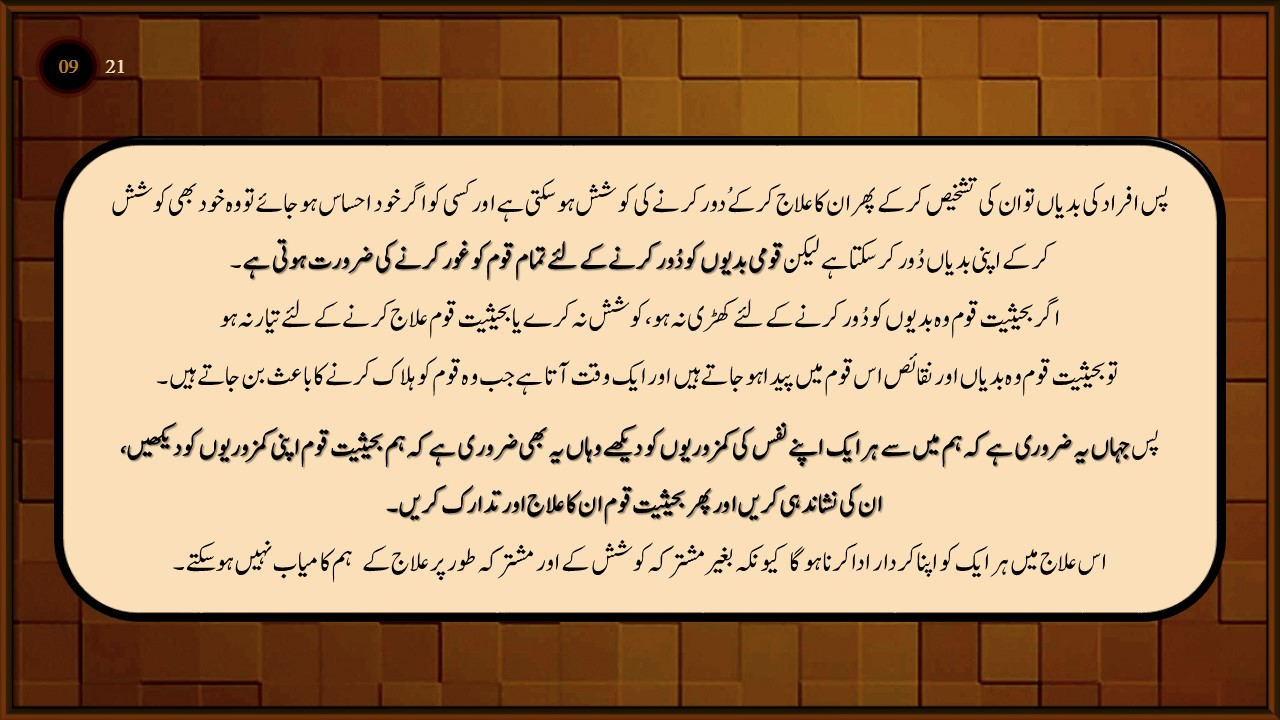 09 21
پس افراد کی بدیاں تو ان کی تشخیص کر کے پھر ان کا علاج کر کے دُور کرنے کی کوشش ہو سکتی ہے اور کسی کو اگر خود احساس ہو جائے تو وہ خود بھی کوشش
کر کے اپنی بدیاں دُور کر سکتا ہے لیکن قومی بدیوں کو دُور کرنے کے لئے تمام قوم کو غور کرنے کی ضرورت ہوتی ہے۔
اگر بحیثیت قوم وہ بدیوں کو دُور کرنے کے لئے کھڑی نہ ہو، کوشش نہ کرے یا بحیثیت قوم علاج کرنے کے لئے تیار نہ ہو
تو بحیثیت قوم وہ بدیاں اور نقائص اس قوم میں پیدا ہو جاتے ہیں اور ایک وقت آتا ہے جب وہ قوم کو ہلاک کرنے کا باعث بن جاتے ہیں۔
پس جہاں یہ ضروری ہے کہ ہم میں سے ہر ایک اپنے نفس کی کمزوریوں کو دیکھے وہاں یہ بھی ضروری ہے کہ ہم بحیثیت قوم اپنی کمزوریوں کو دیکھیں،
ان کی نشاندہی کریں اور پھر بحیثیت قوم ان کا علاج اور تدارک کریں۔
اس علاج میں ہر ایک کو اپنا کردار ادا کرنا ہو گا کیونکہ بغیر مشترکہ کوشش کے اور مشترکہ طور پر علاج کے ہم کامیاب نہیں ہو سکتے۔